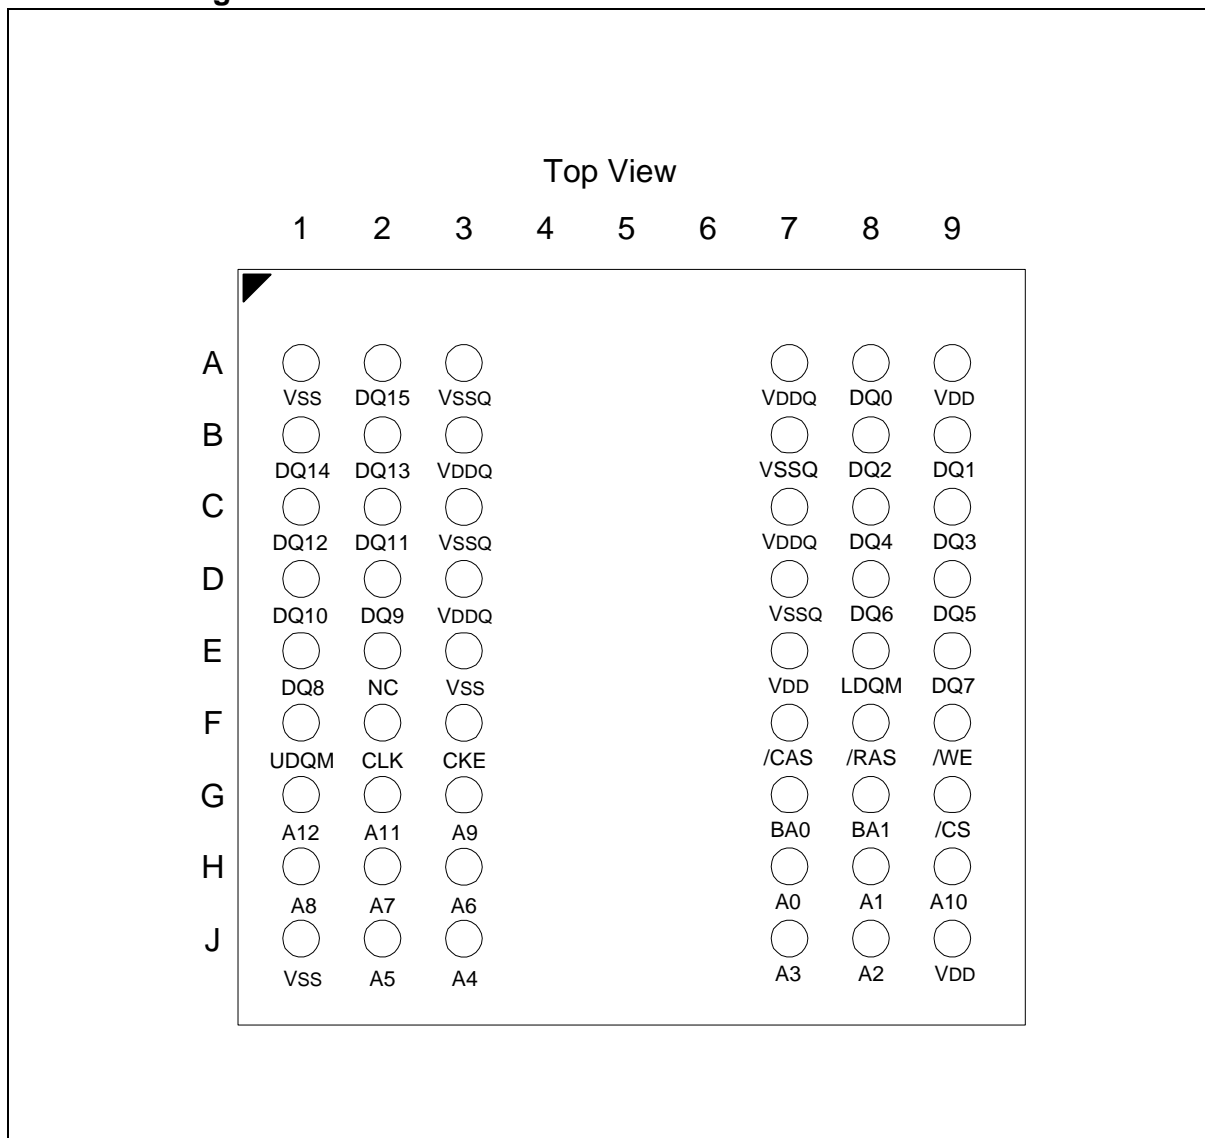 Top View
1 2 3 4 5 6 7 8 9
A
VSS DQ15 VSSQ VDDQ DQ0 VDD
B
DQ14 DQ13 VDDQ VSSQ DQ2 DQ1
C
DQ12 DQ11 VSSQ VDDQ DQ4 DQ3
D
DQ10 DQ9 VDDQ VSSQ DQ6 DQ5
E
DQ8 NC VSS VDD LDQM DQ7
F
UDQM CLK CKE /CAS /RAS /WE
G
A12 A11 A9 BA0 BA1 /CS
H
A8 A7 A6 A0 A1 A10
J
VSS A5 A4 A3 A2 VDD